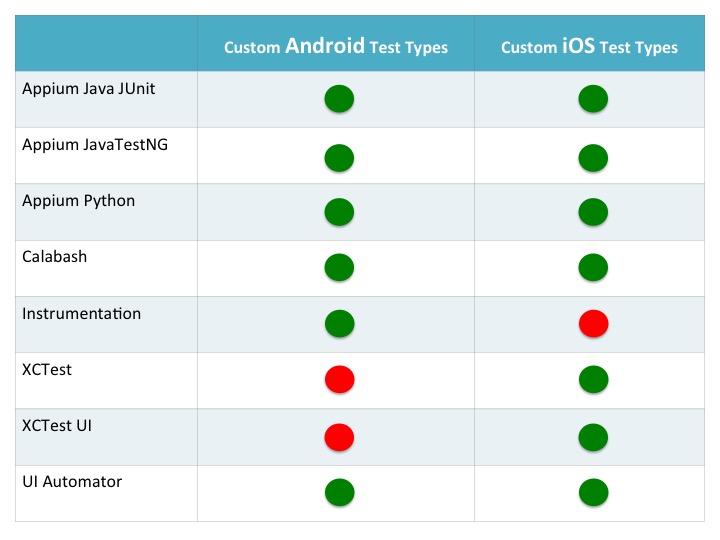 Custom Android Test Types
Custom iOS Test Types
Appium Java JUnit
Appium JavaTestNG
Appium Python
Calabash
Instrumentation
XCTest
XCTest UI
UI Automator